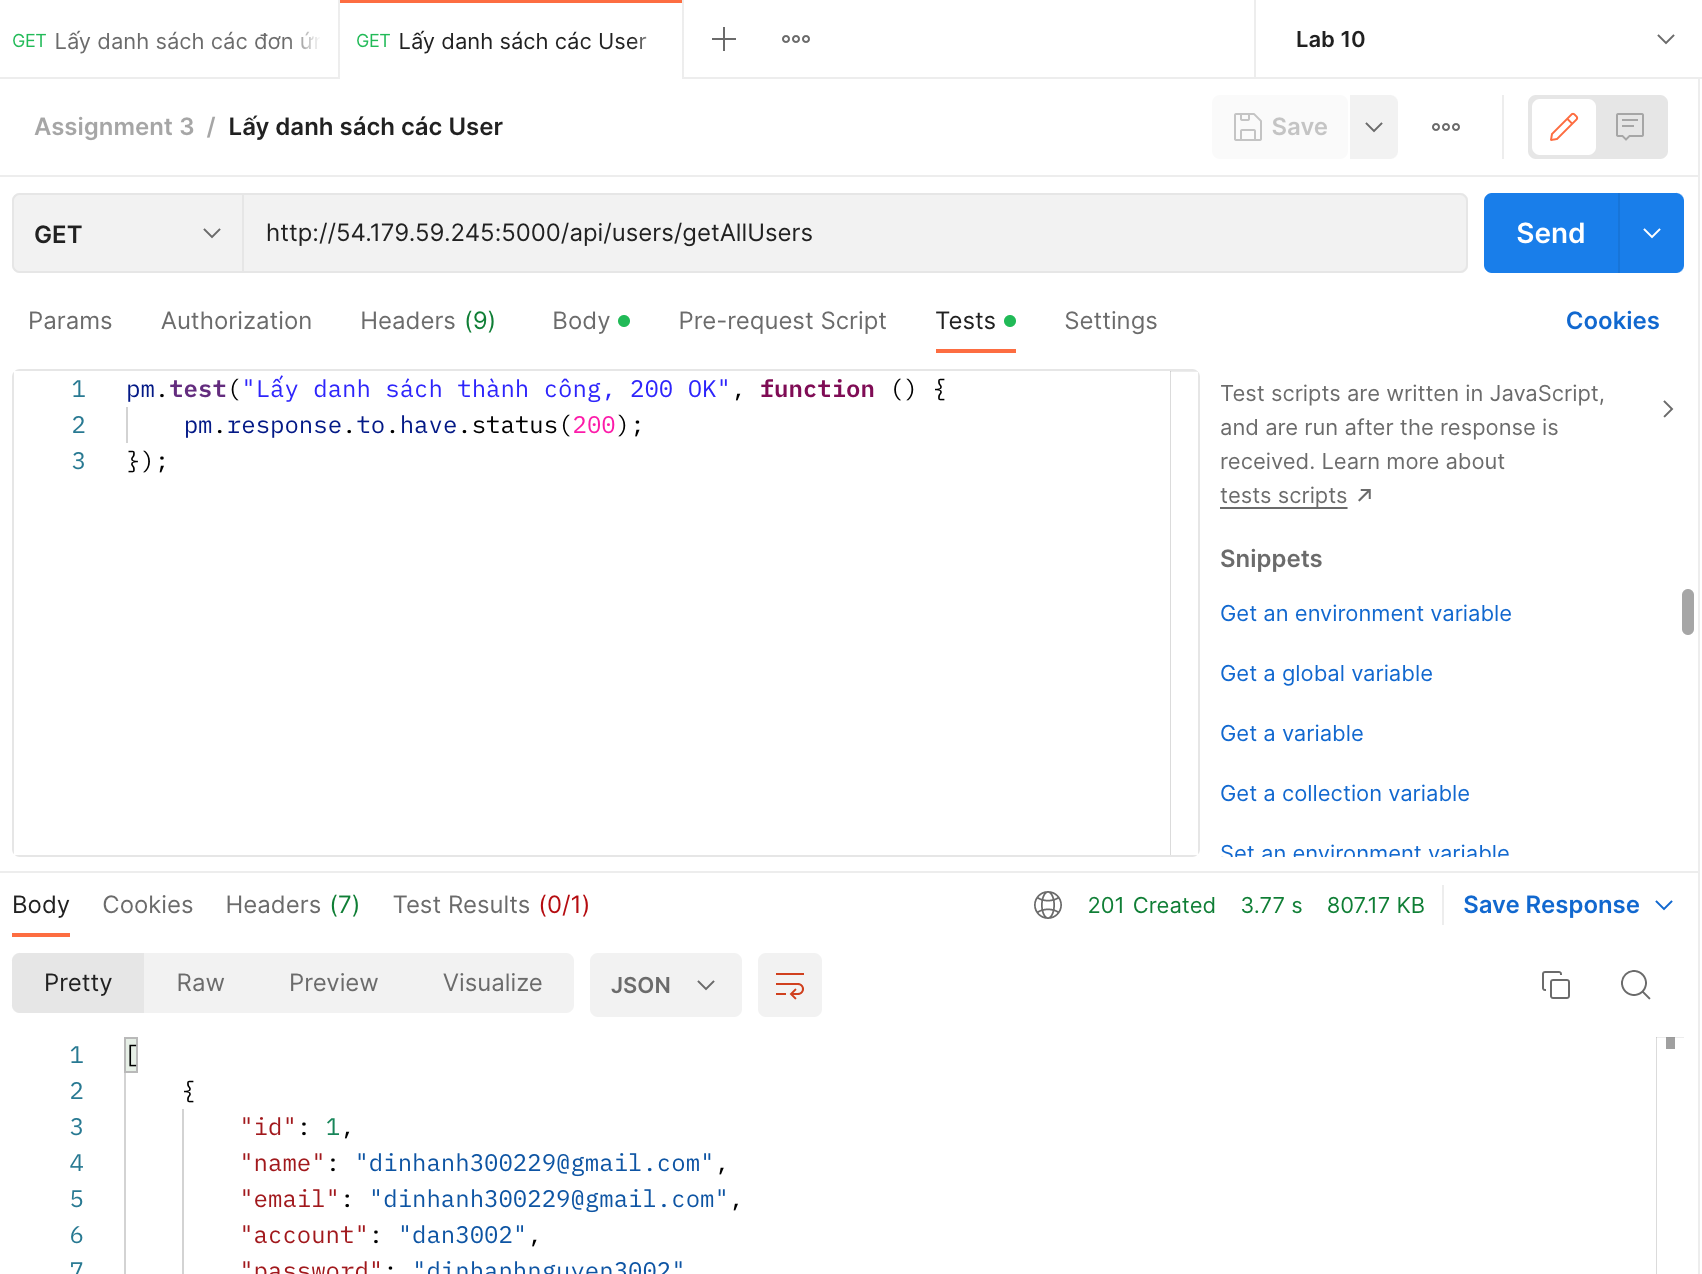 GET Lấy danh sách các đơn ứ
GET Lấy danh sách các User
Lab 10
Assignment 3 / Lấy danh sách các User
Save
GET
http://54.179.59.245:5000/api/users/getAllUsers
Send
Params Authorization Headers (9) Body Pre-request Script Tests Settings Cookies
1 pm.test("Lấy danh sách thành công, 200 OK", function () {
2 pm.response.to.have.status(200);
3 });
Test scripts are written in JavaScript,
and are run after the response is
received. Learn more about
tests scripts
Snippets
Get an environment variable
Get a global variable
Get a variable
Get a collection variable
Set an environment variable
Body Cookies Headers (7) Test Results (0/1) 201 Created 3.77 s 807.17 KB Save Response
Pretty Raw Preview Visualize JSON
1 [
2 {
3 "id": 1,
4 "name": "dinhanh300229@gmail.com",
5 "email": "dinhanh300229@gmail.com",
6 "account": "dan3002",
7 "password": "dinhanhnguyen3002"